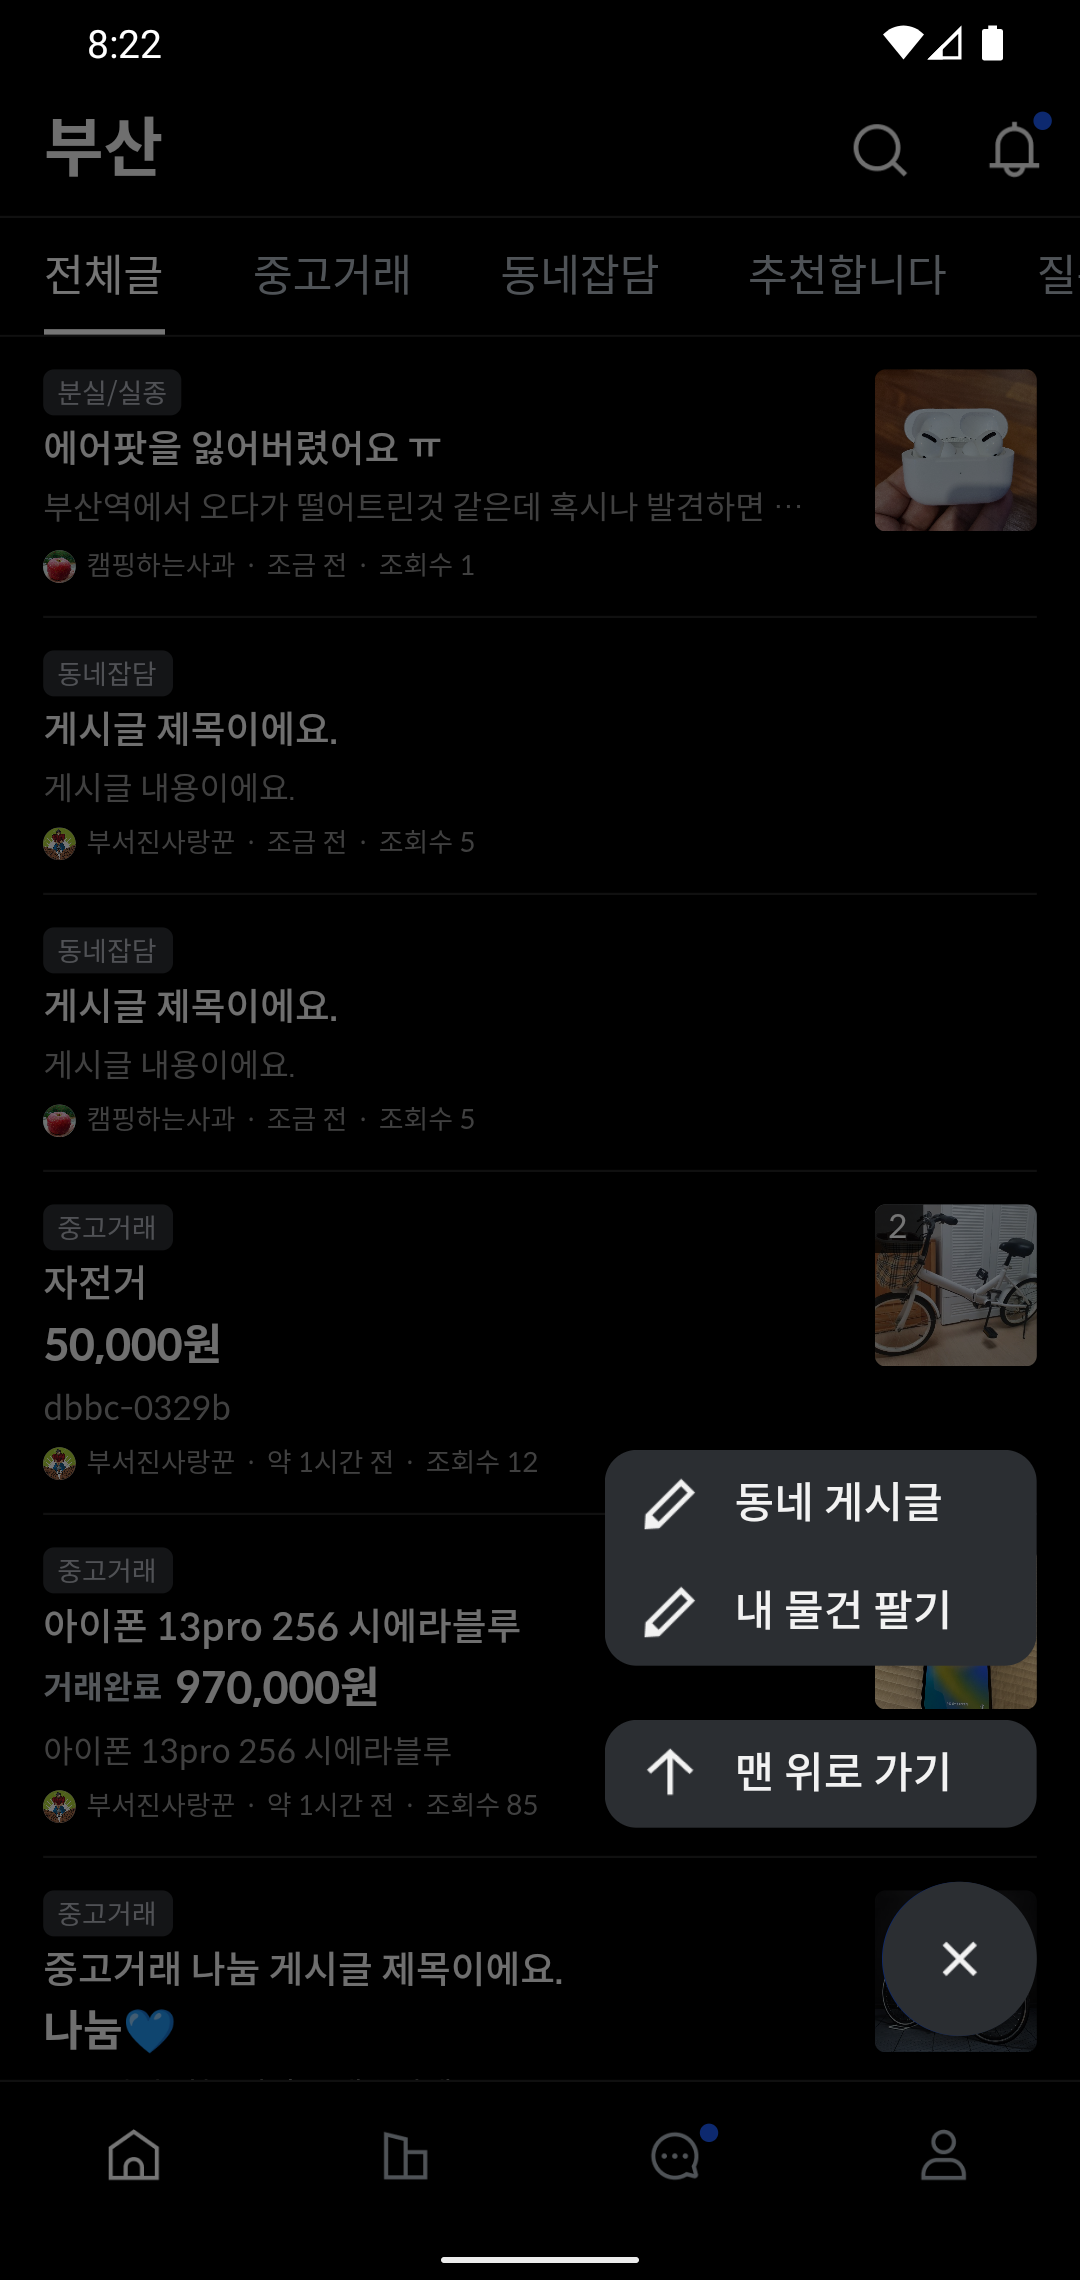 8:22
부산
전체글 중고거래 동네잡담 추천합니다
분실/실종
에어팟을 잃어버렸어요 ㅠ
부산역에서 오다가 떨어트린것 같은데 혹시나 발견하면 …
캠핑하는사과 · 조금 전 · 조회수 1
동네잡담
게시글 제목이에요.
게시글 내용이에요.
부서진사랑꾼 · 조금 전 · 조회수 5
동네잡담
게시글 제목이에요.
게시글 내용이에요.
캠핑하는사과 · 조금 전 · 조회수 5
중고거래
2
자전거
50,000원
dbbc-0329b
부서진사랑꾼 · 약 1시간 전 · 조회수 12
동네 게시글
내 물건 팔기
중고거래
아이폰 13pro 256 시에라블루
거래완료 970,000원
아이폰 13pro 256 시에라블루
부서진사랑꾼 · 약 1시간 전 · 조회수 85
맨 위로 가기
중고거래
중고거래 나눔 게시글 제목이에요.
나눔💙